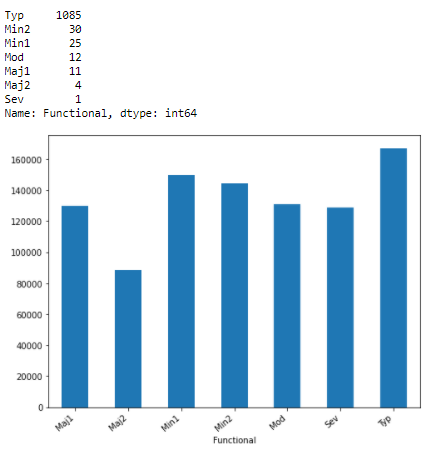 Typ     1085
Min2      30
Min1      25
Mod       12
Maj1      11
Maj2       4
Sev        1
Name: Functional, dtype: int64
160000
140000
120000
100000
80000
60000
40000
20000
0
Maj1 Maj2 Min1 Min2 Mod Sev Typ
Functional